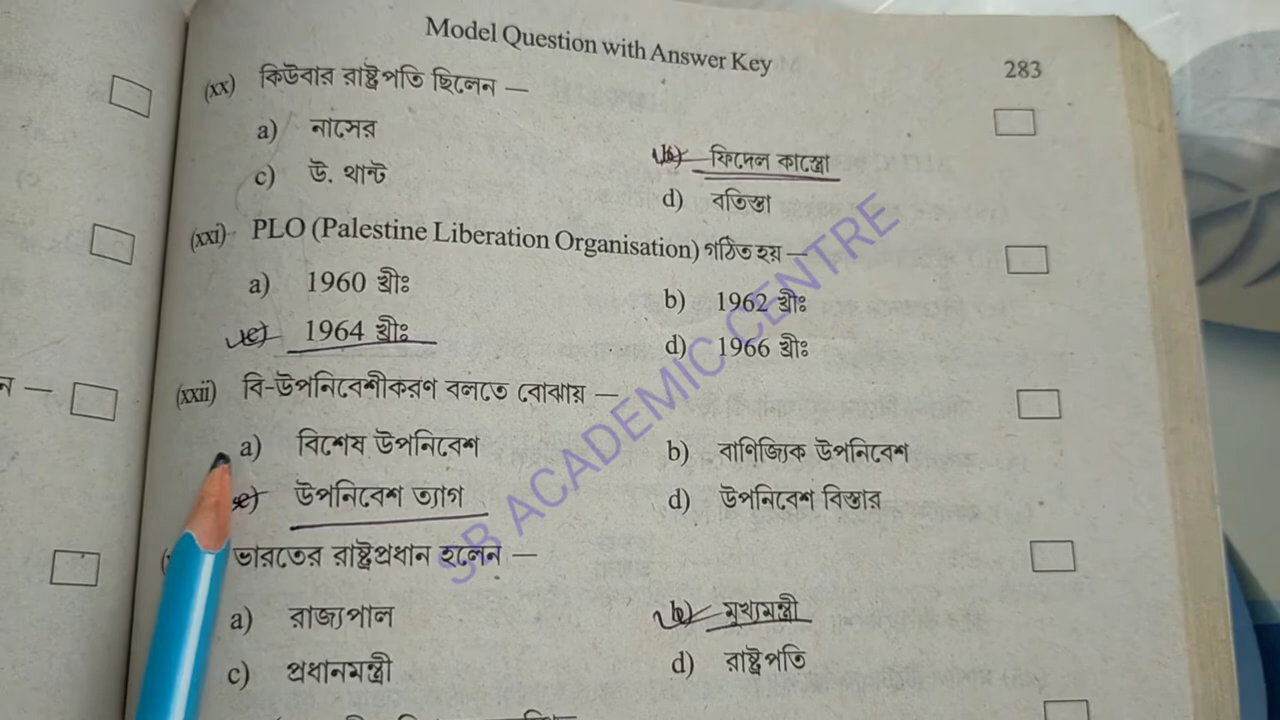 Model Question with Answer Key
283
(xx) কিউবার রাষ্ট্রপতি ছিলেন —
a) নাসের
b) ফিদেল কাস্ত্রো
c) উ. থান্ট
d) বতিস্তা
(xxi) PLO (Palestine Liberation Organisation) গঠিত হয় —
a) 1960 খ্রীঃ
b) 1962 খ্রীঃ
c) 1964 খ্রীঃ
d) 1966 খ্রীঃ
ন —
(xxii) বি-উপনিবেশীকরণ বলতে বোঝায় —
a) বিশেষ উপনিবেশ
b) বাণিজ্যিক উপনিবেশ
c) উপনিবেশ ত্যাগ
d) উপনিবেশ বিস্তার
ভারতের রাষ্ট্রপ্রধান হলেন —
a) রাজ্যপাল
b) মুখ্যমন্ত্রী
c) প্রধানমন্ত্রী
d) রাষ্ট্রপতি
SB ACADEMIC CENTRE